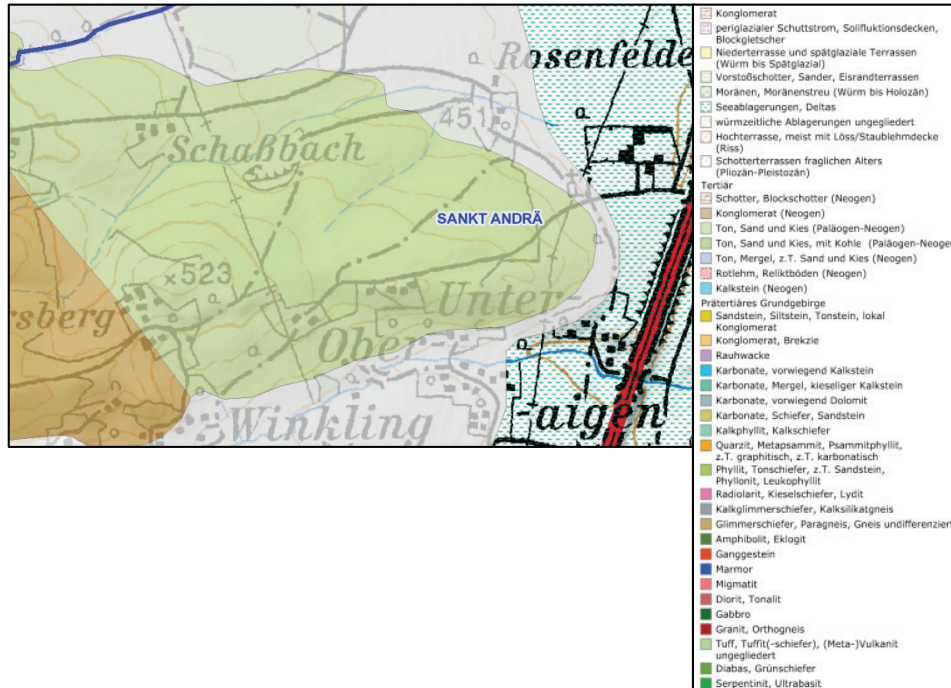 Rosenfelde
451
Schaßbach
SANKT ANDRÄ
×523
Unter-
rsberg
Ober-
-aigen
Winkling
Konglomerat
periglazialer Schuttstrom, Solifluktionsdecken,
Blockgletscher
Niederterrasse und spätglaziale Terrassen
(Würm bis Spätglazial)
Vorstoßschotter, Sander, Eisrandterrassen
Moränen, Moränenstreu (Würm bis Holozän)
Seeablagerungen, Deltas
würmzeitliche Ablagerungen ungegliedert
Hochterrasse, meist mit Löss/Staublehmdecke
(Riss)
Schotterterrassen fraglichen Alters
(Pliozän-Pleistozän)
Tertiär
Schotter, Blockschotter (Neogen)
Konglomerat (Neogen)
Ton, Sand und Kies (Paläogen-Neogen)
Ton, Sand und Kies, mit Kohle (Paläogen-Neogen
Ton, Mergel, z.T. Sand und Kies (Neogen)
Rotlehm, Reliktböden (Neogen)
Kalkstein (Neogen)
Prätertiäres Grundgebirge
Sandstein, Siltstein, Tonstein, lokal
Konglomerat
Konglomerat, Brekzie
Rauhwacke
Karbonate, vorwiegend Kalkstein
Karbonate, Mergel, kieseliger Kalkstein
Karbonate, vorwiegend Dolomit
Karbonate, Schiefer, Sandstein
Kalkphyllit, Kalkschiefer
Quarzit, Metapsammit, Psammitphyllit,
z.T. graphitisch, z.T. karbonatisch
Phyllit, Tonschiefer, z.T. Sandstein,
Phyllonit, Leukophyllit
Radiolarit, Kieselschiefer, Lydit
Kalkglimmerschiefer, Kalksilikatgneis
Glimmerschiefer, Paragneis, Gneis undifferenziert
Amphibolit, Eklogit
Ganggestein
Marmor
Migmatit
Diorit, Tonalit
Gabbro
Granit, Orthogneis
Tuff, Tuffit(-schiefer), (Meta-)Vulkanit
ungegliedert
Diabas, Grünschiefer
Serpentinit, Ultrabasit